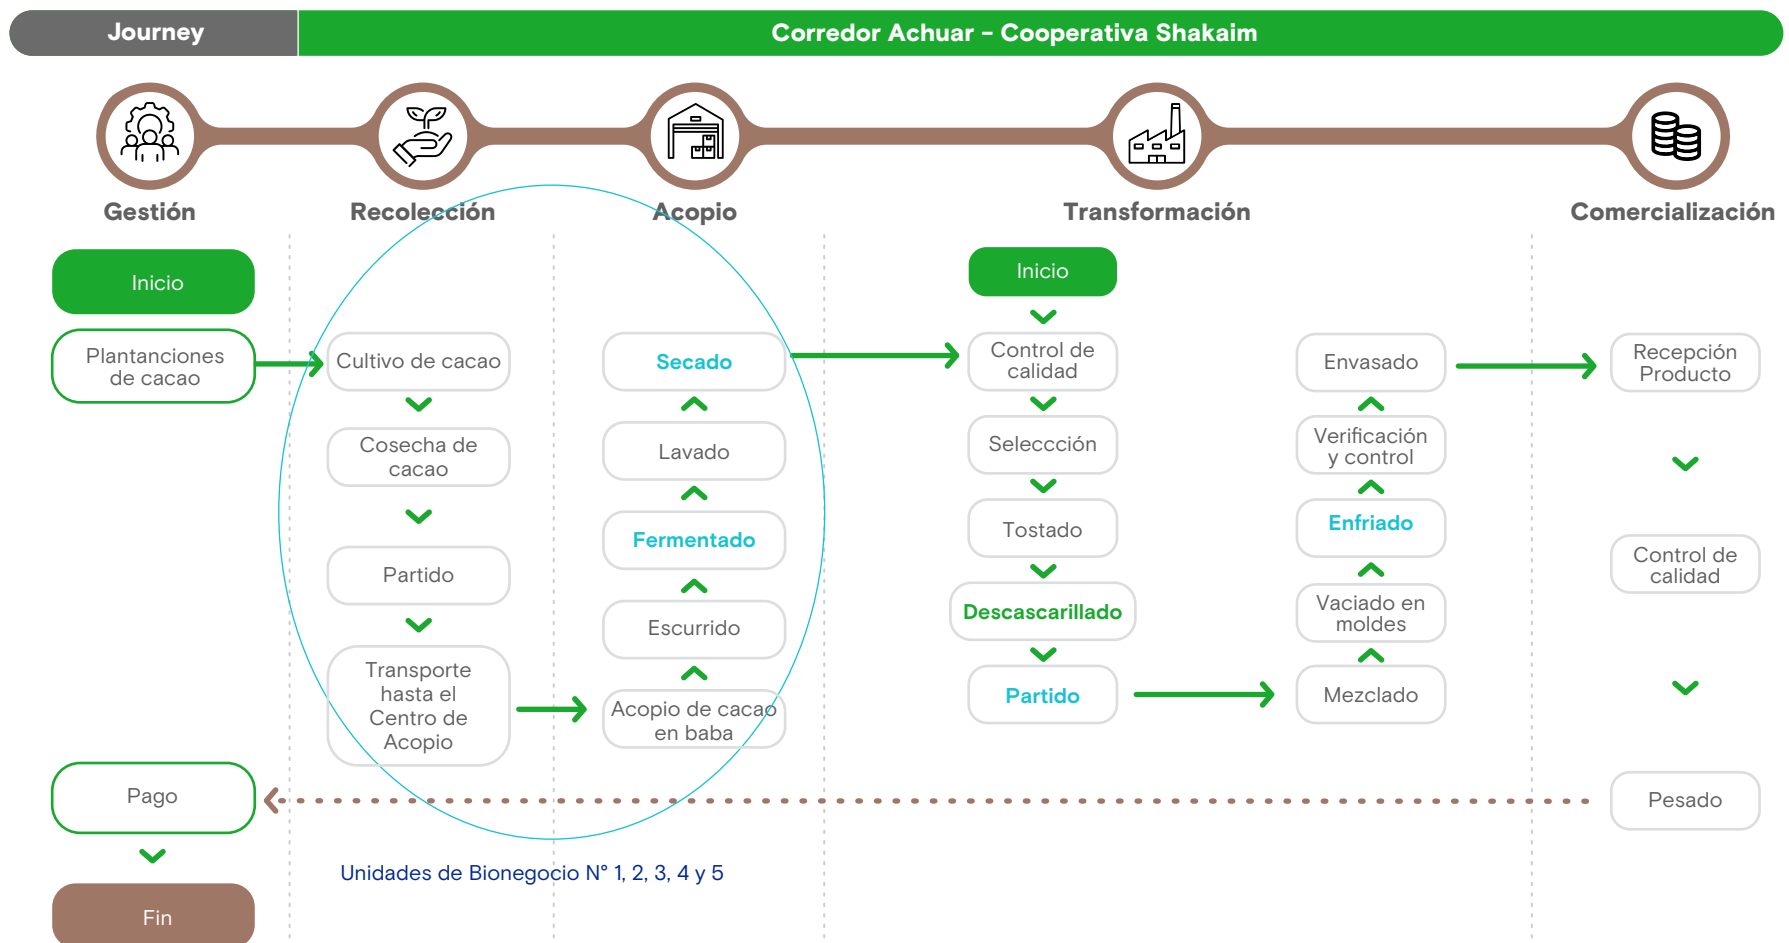 Journey
Corredor Achuar - Cooperativa Shakaim
Gestión
Recolección
Acopio
Transformación
Comercialización
Inicio
Plantanciones
de cacao
Pago
Fin
Cultivo de cacao
Cosecha de
cacao
Partido
Transporte
hasta el
Centro de
Acopio
Secado
Lavado
Fermentado
Escurrido
Acopio de cacao
en baba
Unidades de Bionegocio N° 1, 2, 3, 4 y 5
Inicio
Control de
calidad
Seleccción
Tostado
Descascarillado
Partido
Envasado
Verificación
y control
Enfriado
Vaciado en
moldes
Mezclado
Recepción
Producto
Control de
calidad
Pesado